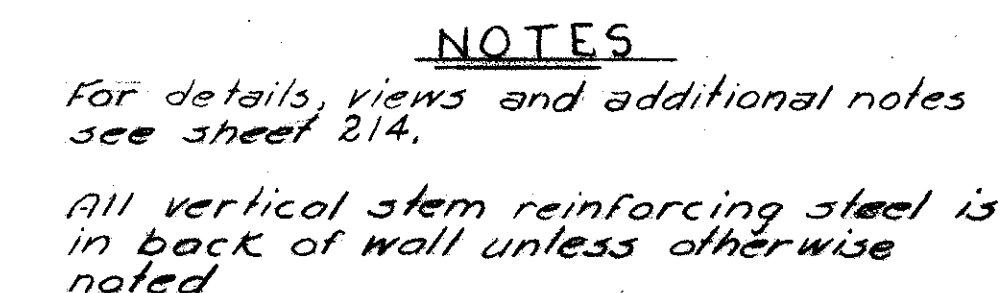 NOTES
For details, views and additional notes
see sheet 214.
All vertical stem reinforcing steel is
in back of wall unless otherwise
noted